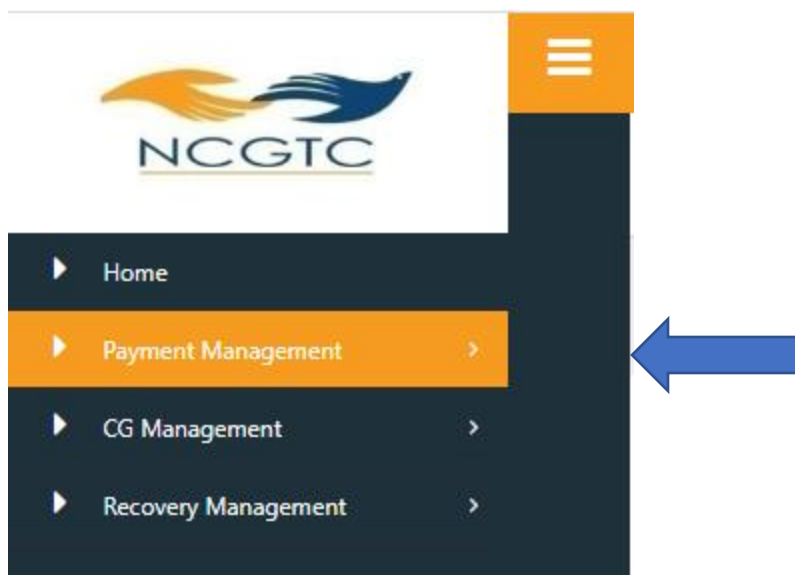 NCGTC
Home
Payment Management
CG Management
Recovery Management